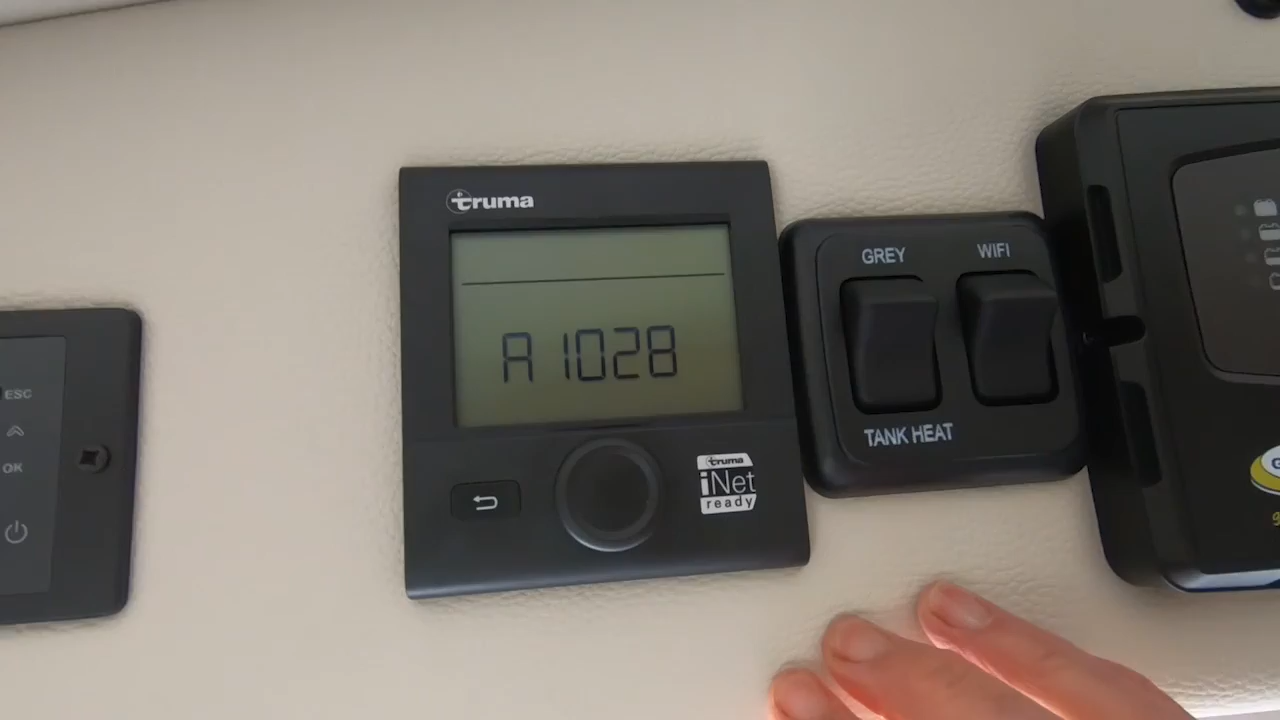 truma
A 1028
truma
iNet
ready
GREY
WIFI
TANK HEAT
ESC
OK